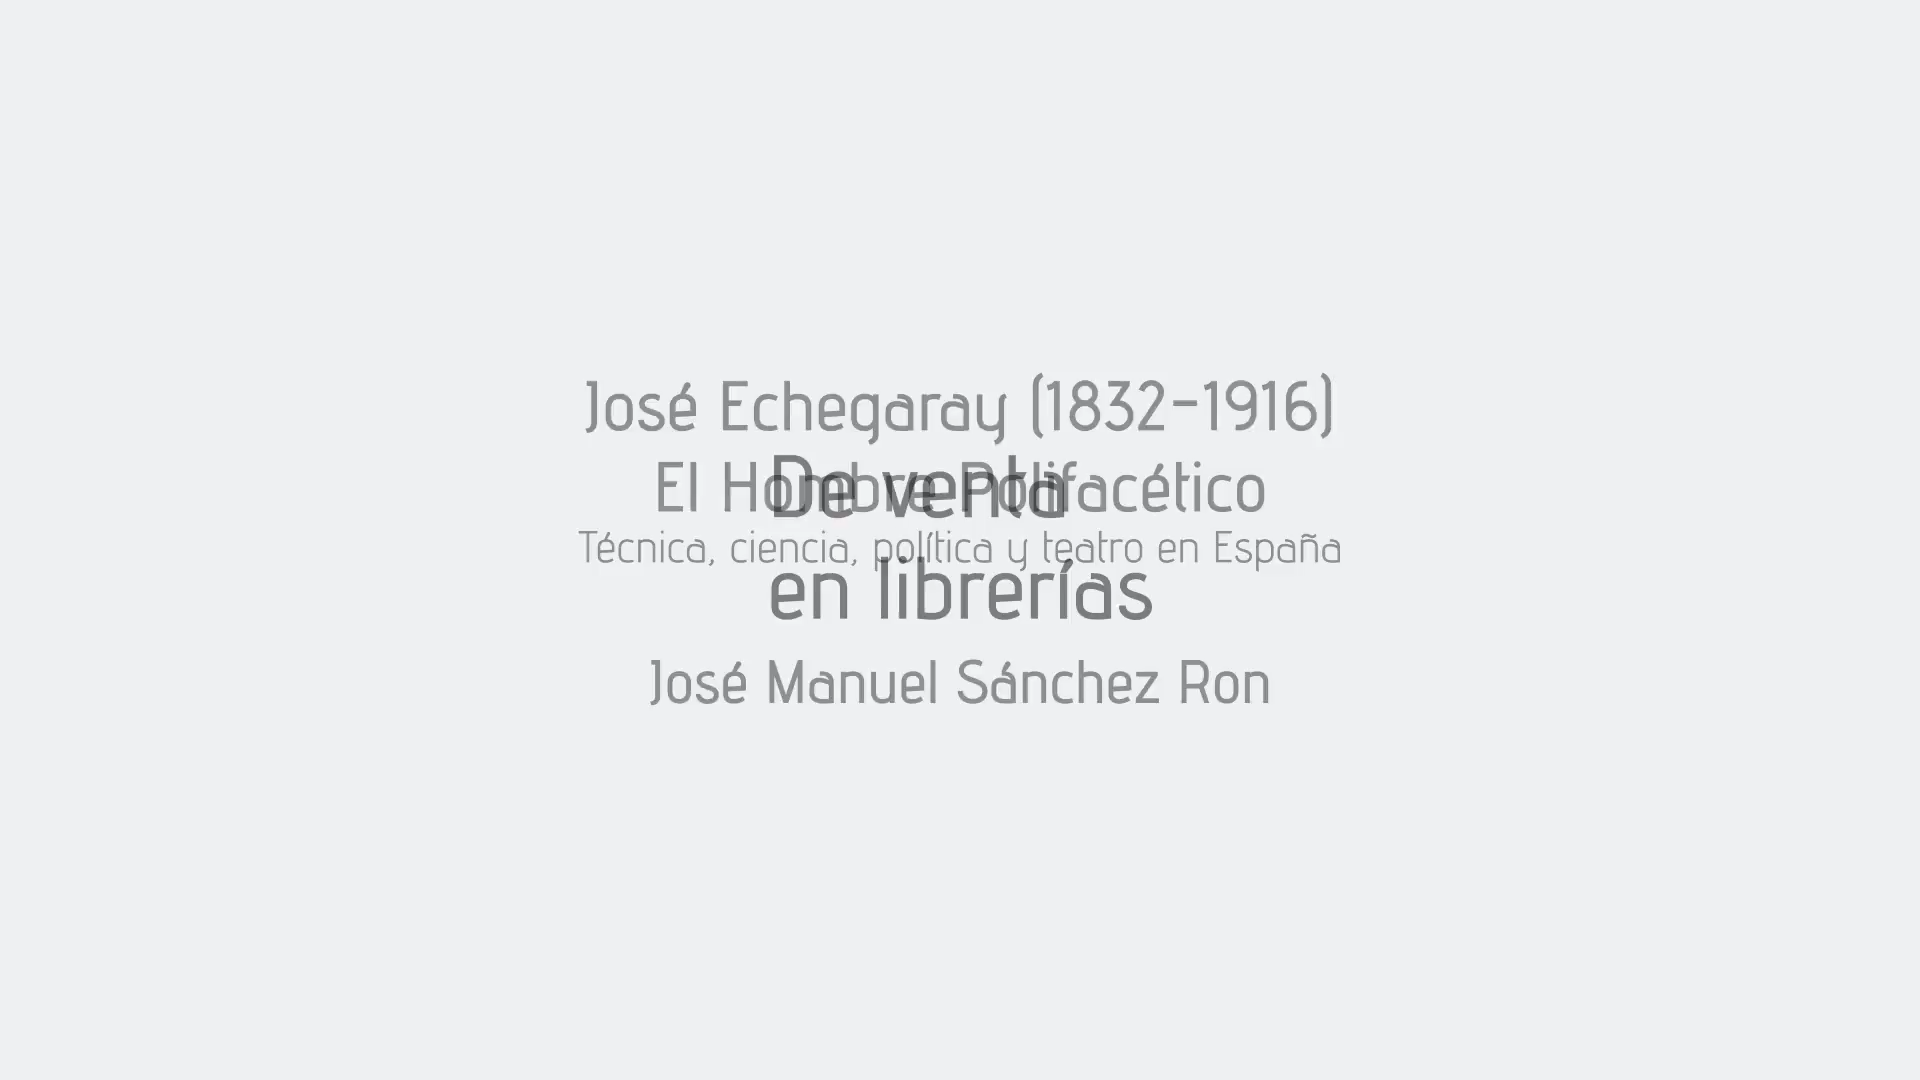 José Echegaray (1832-1916)
El Hombre Polifacético
De venta
Técnica, ciencia, política y teatro en España
en librerías
José Manuel Sánchez Ron